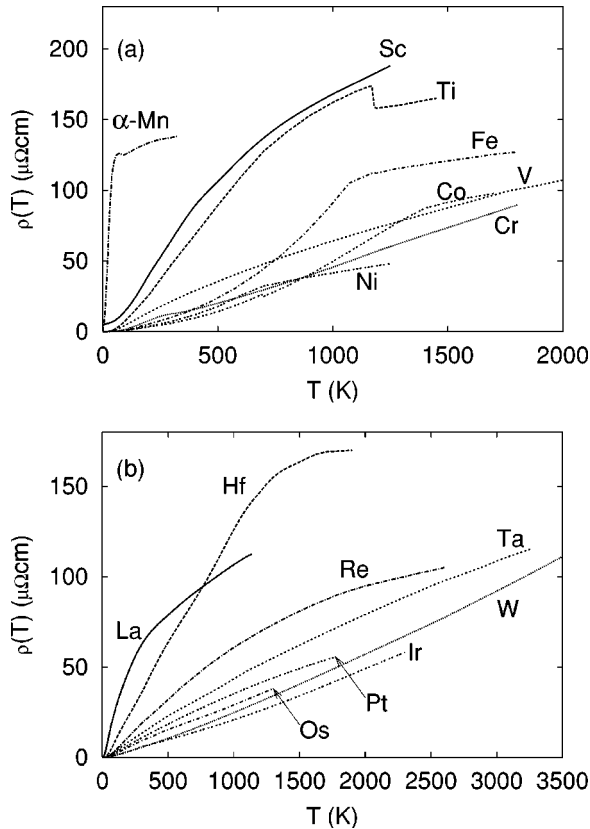 (a)
Sc
200
Ti
α-Mn
150
Fe
ρ(T) (μΩcm)
100
Co
V
Cr
50
Ni
0
0
500
1000
1500
2000
T (K)
(b)
Hf
150
Ta
Re
W
100
La
ρ(T) (μΩcm)
Ir
50
Pt
Os
0
0
500
1000
1500
2000
2500
3000
3500
T (K)